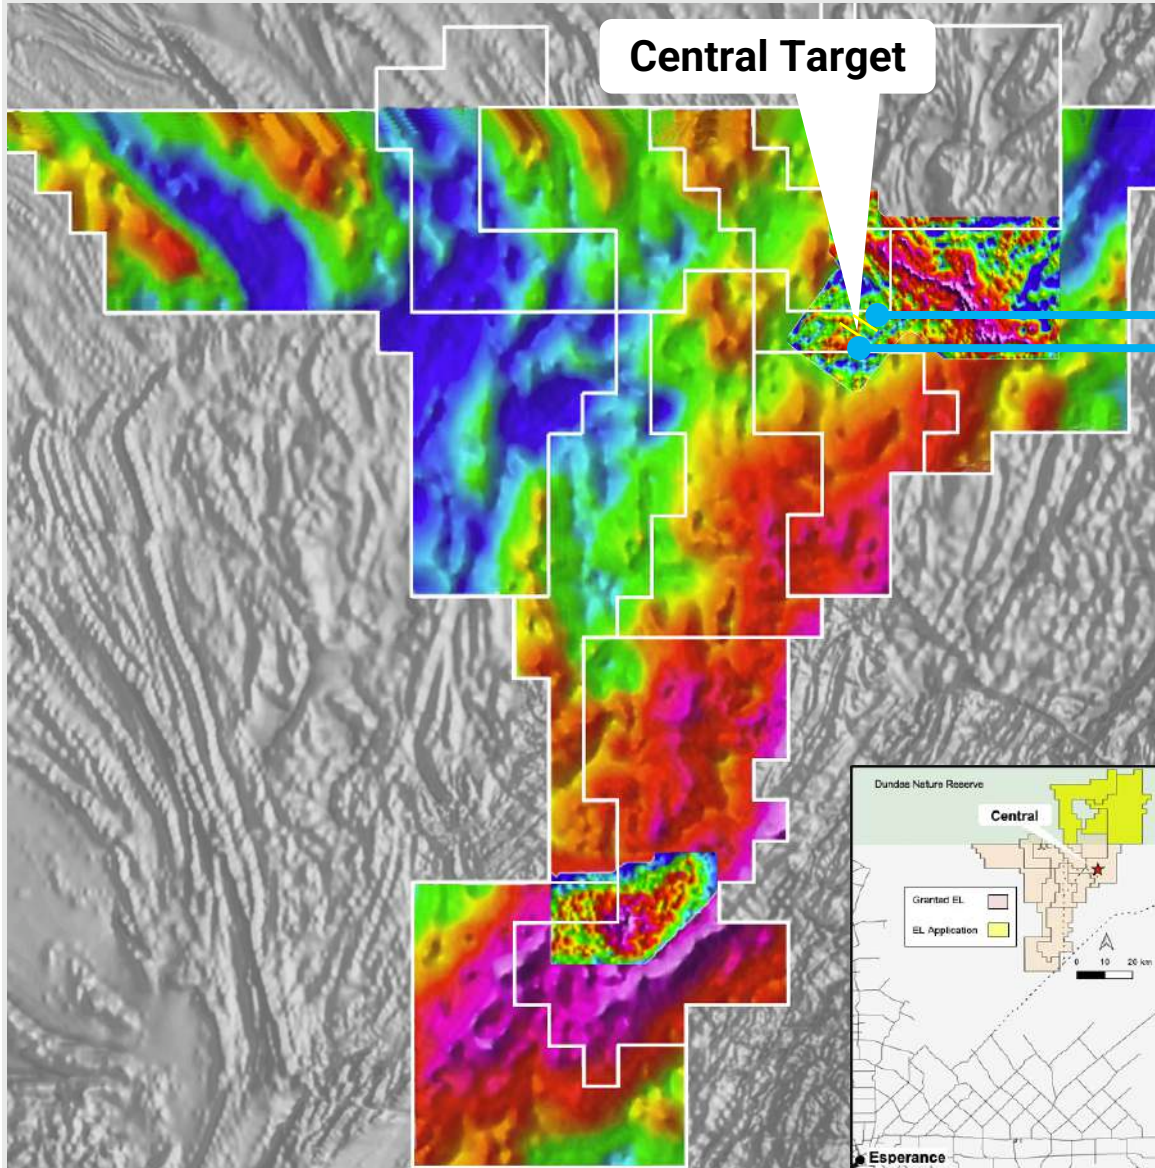 Central Target
Dundas Nature Reserve
Central
Granted EL
EL Application
0 10 20 km
Esperance